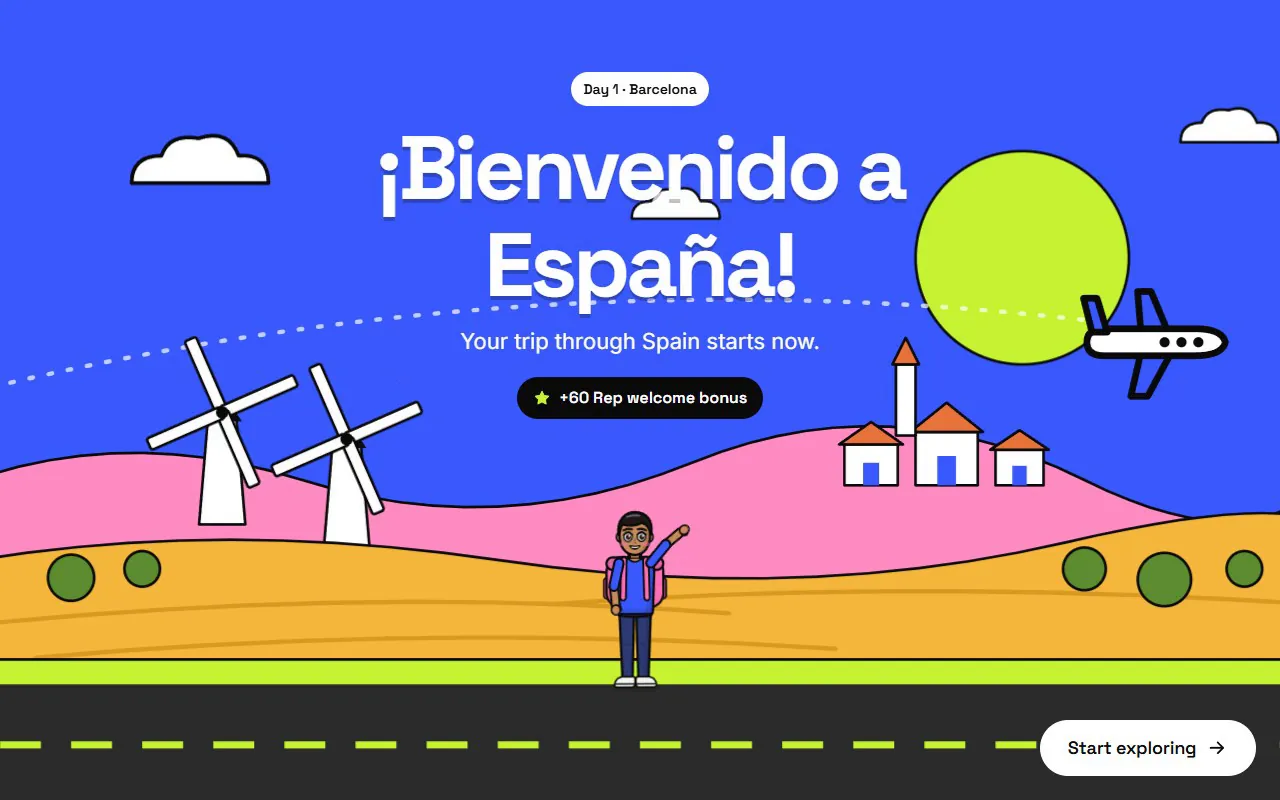 Day 1 · Barcelona
¡Bienvenido a
España!
Your trip through Spain starts now.
+60 Rep welcome bonus
Start exploring →